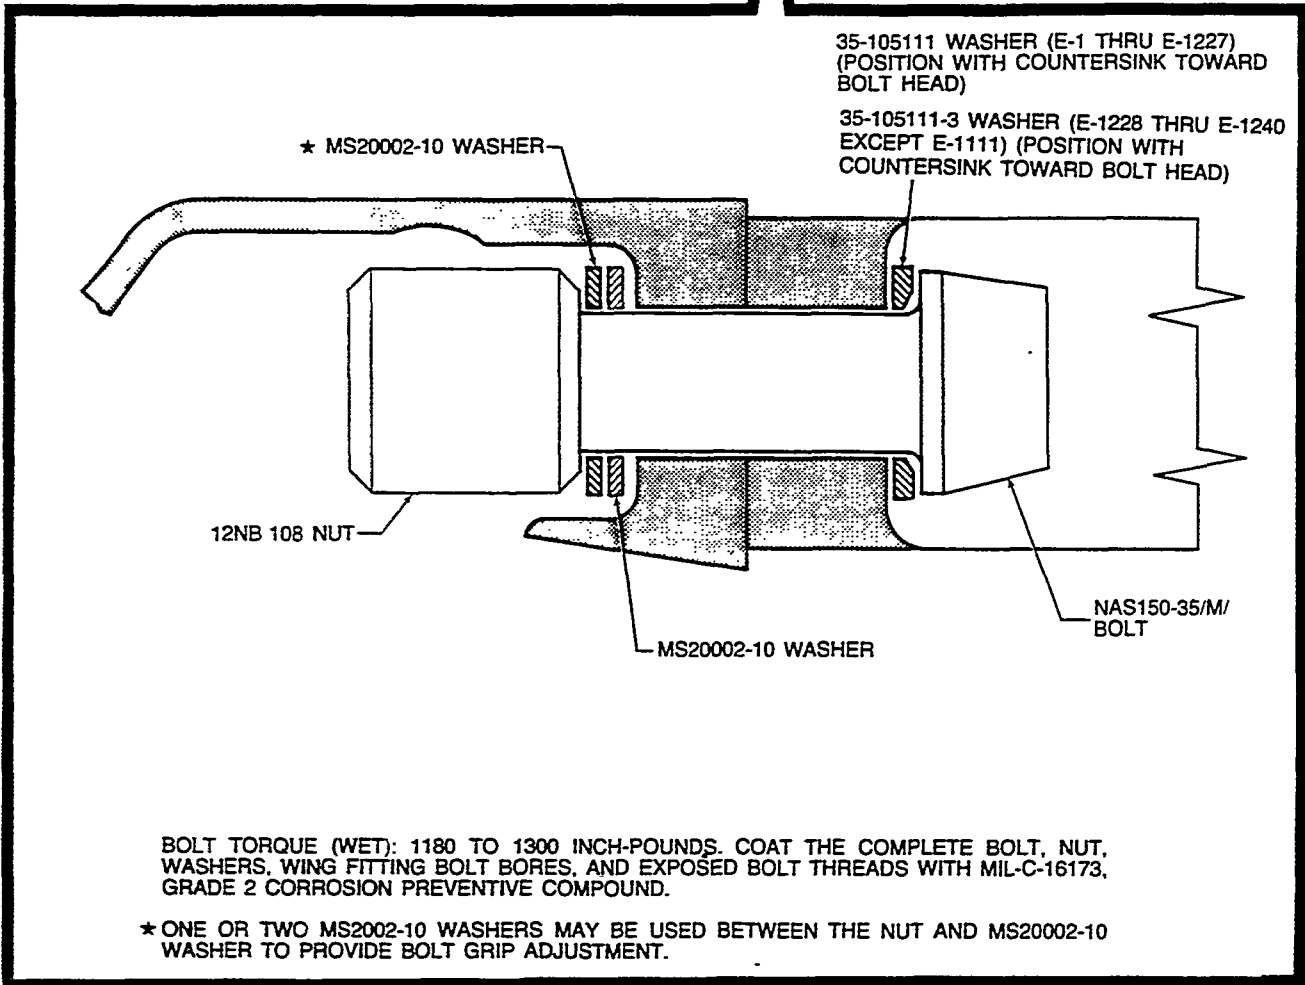 35-105111 WASHER (E-1 THRU E-1227)
(POSITION WITH COUNTERSINK TOWARD
BOLT HEAD)
35-105111-3 WASHER (E-1228 THRU E-1240
EXCEPT E-1111) (POSITION WITH
COUNTERSINK TOWARD BOLT HEAD)
★ MS20002-10 WASHER
12NB 108 NUT
NAS150-35/M/
BOLT
MS20002-10 WASHER
BOLT TORQUE (WET): 1180 TO 1300 INCH-POUNDS. COAT THE COMPLETE BOLT, NUT,
WASHERS, WING FITTING BOLT BORES, AND EXPOSED BOLT THREADS WITH MIL-C-16173,
GRADE 2 CORROSION PREVENTIVE COMPOUND.
★ ONE OR TWO MS2002-10 WASHERS MAY BE USED BETWEEN THE NUT AND MS20002-10
WASHER TO PROVIDE BOLT GRIP ADJUSTMENT.